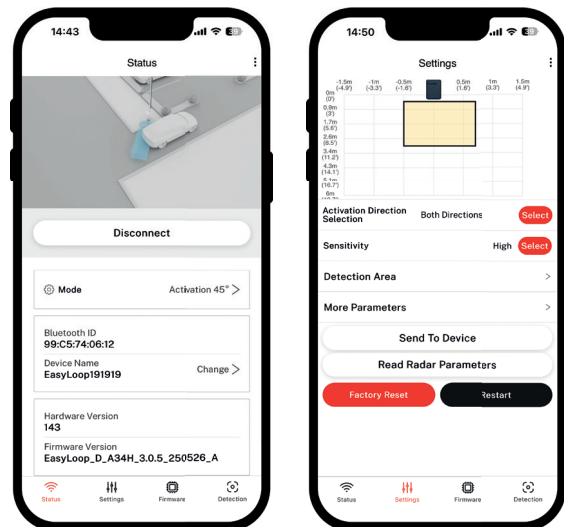 14:43
Status
Disconnect
Mode
Activation 45° >
Bluetooth ID
99:C5:74:06:12
Device Name
EasyLoop191919
Change >
Hardware Version
143
Firmware Version
EasyLoop_D_A34H_3.0.5_250526_A
Status
Settings
Firmware
Detection
14:50
Settings
-1.5m -1m -0.5m 0.5m 1m 1.5m
(-4.9') (-3.3') (-1.6') (1.6') (3.3') (4.9')
0m
(0')
0.9m
(3')
1.7m
(5.6')
2.6m
(8.5')
3.4m
(11.2')
4.3m
(14.1')
5.1m
(16.7')
6m
Activation Direction
Selection
Both Directions
Select
Sensitivity
High
Select
Detection Area >
More Parameters >
Send To Device
Read Radar Parameters
Factory Reset
Restart
Status
Settings
Firmware
Detection